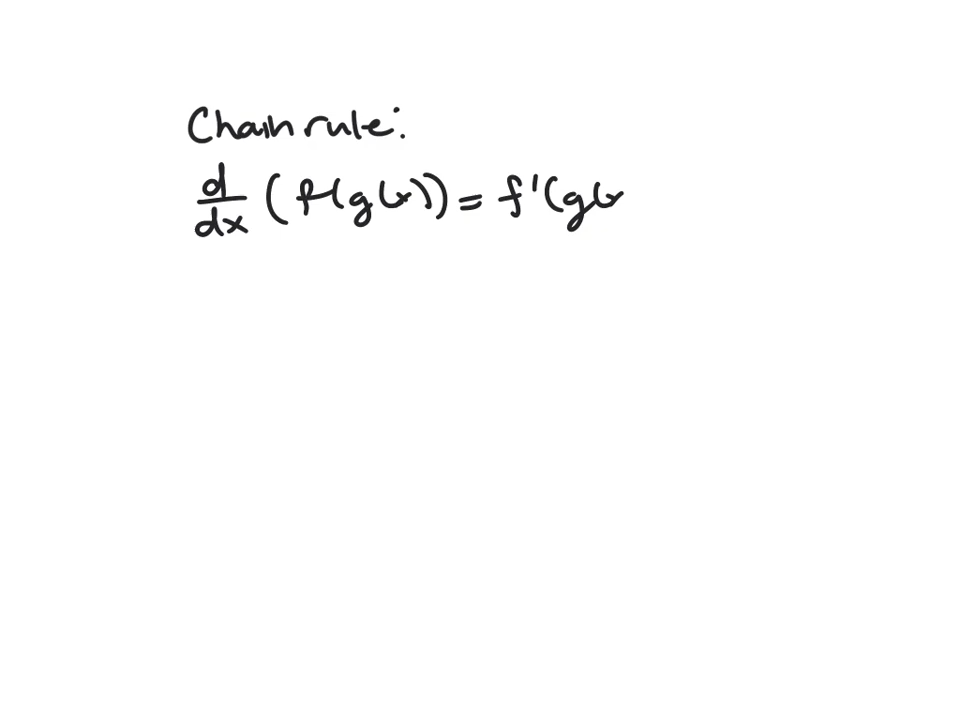 Chain rule:
d/dx (f(g(x)) = f'(g(x